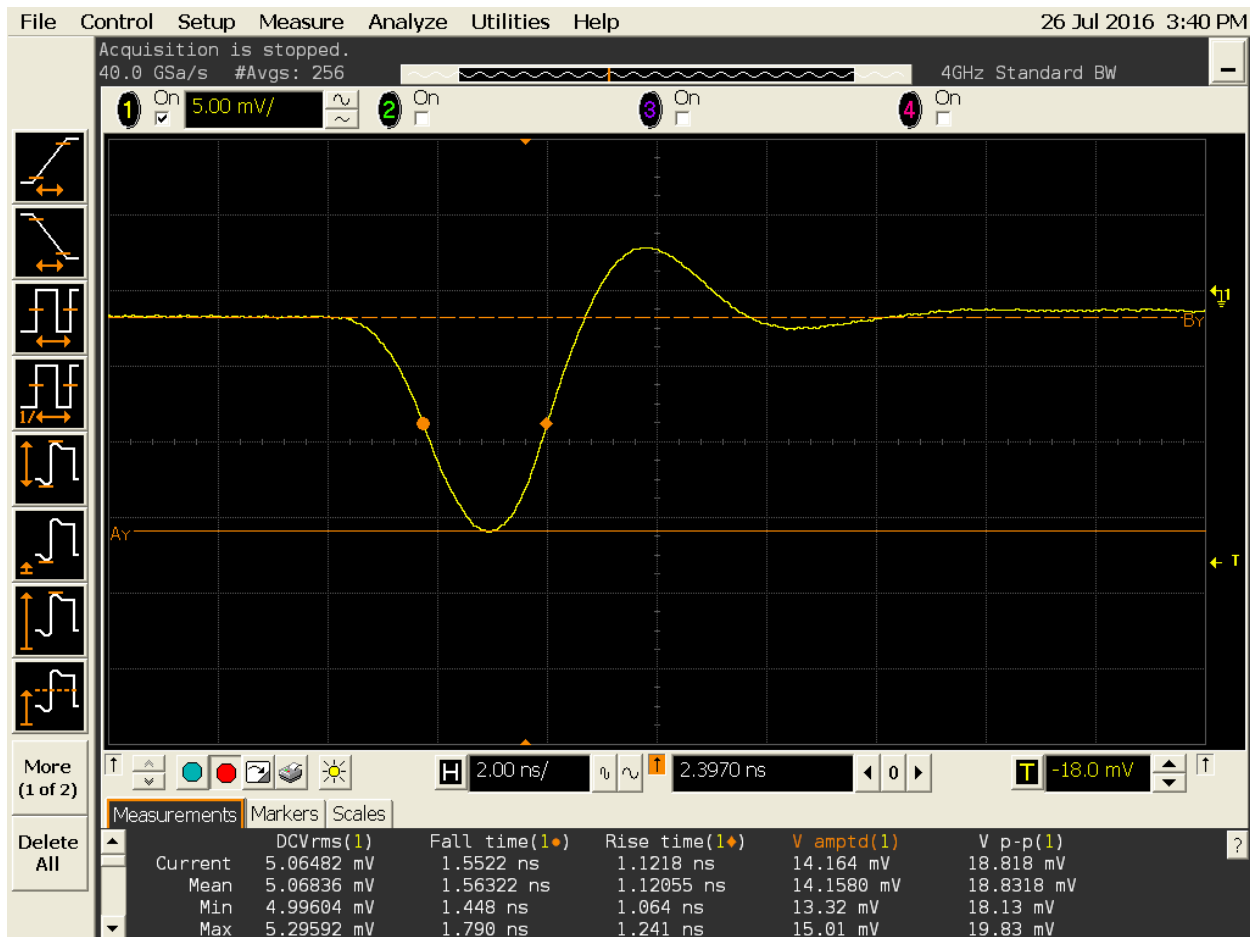 File Control Setup Measure Analyze Utilities Help 26 Jul 2016 3:40 PM
Acquisition is stopped.
40.0 GSa/s #Avgs: 256 4GHz Standard BW
1 On 5.00 mV/ 2 On 3 On 4 On
1
BY
AY
T
1/
More
(1 of 2)
Delete
All
H 2.00 ns/ 2.3970 ns 0 T -18.0 mV
Measurements Markers Scales
DCVrms(1) Fall time(1●) Rise time(1♦) V amptd(1) V p-p(1) ?
Current 5.06482 mV 1.5522 ns 1.1218 ns 14.164 mV 18.818 mV
Mean 5.06836 mV 1.56322 ns 1.12055 ns 14.1580 mV 18.8318 mV
Min 4.99604 mV 1.448 ns 1.064 ns 13.32 mV 18.13 mV
Max 5.29592 mV 1.790 ns 1.241 ns 15.01 mV 19.83 mV